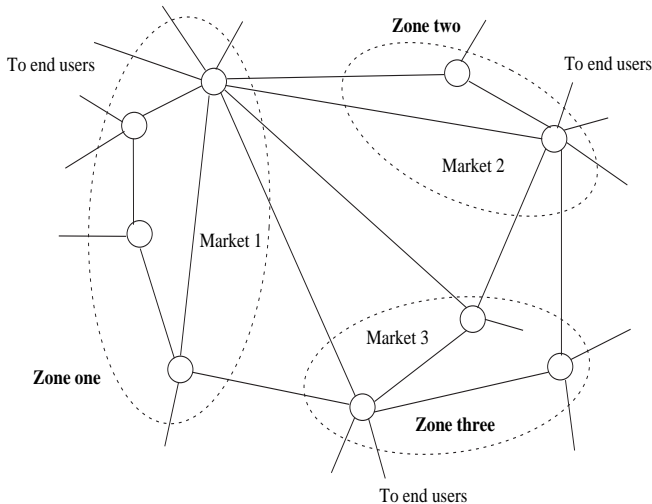 Zone two
To end users
To end users
Market 2
Market 1
Market 3
Zone one
Zone three
To end users